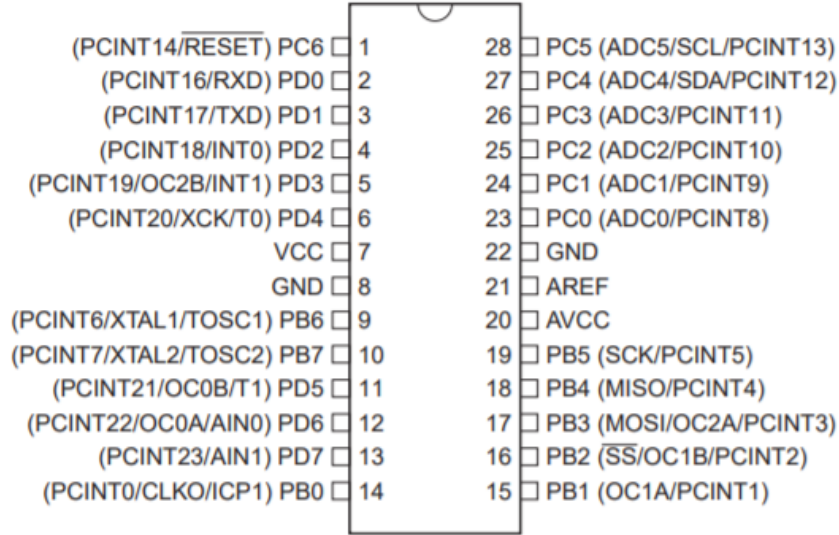 (PCINT14/RESET) PC6 1 28 PC5 (ADC5/SCL/PCINT13)
(PCINT16/RXD) PD0 2 27 PC4 (ADC4/SDA/PCINT12)
(PCINT17/TXD) PD1 3 26 PC3 (ADC3/PCINT11)
(PCINT18/INT0) PD2 4 25 PC2 (ADC2/PCINT10)
(PCINT19/OC2B/INT1) PD3 5 24 PC1 (ADC1/PCINT9)
(PCINT20/XCK/T0) PD4 6 23 PC0 (ADC0/PCINT8)
VCC 7 22 GND
GND 8 21 AREF
(PCINT6/XTAL1/TOSC1) PB6 9 20 AVCC
(PCINT7/XTAL2/TOSC2) PB7 10 19 PB5 (SCK/PCINT5)
(PCINT21/OC0B/T1) PD5 11 18 PB4 (MISO/PCINT4)
(PCINT22/OC0A/AIN0) PD6 12 17 PB3 (MOSI/OC2A/PCINT3)
(PCINT23/AIN1) PD7 13 16 PB2 (SS/OC1B/PCINT2)
(PCINT0/CLKO/ICP1) PB0 14 15 PB1 (OC1A/PCINT1)